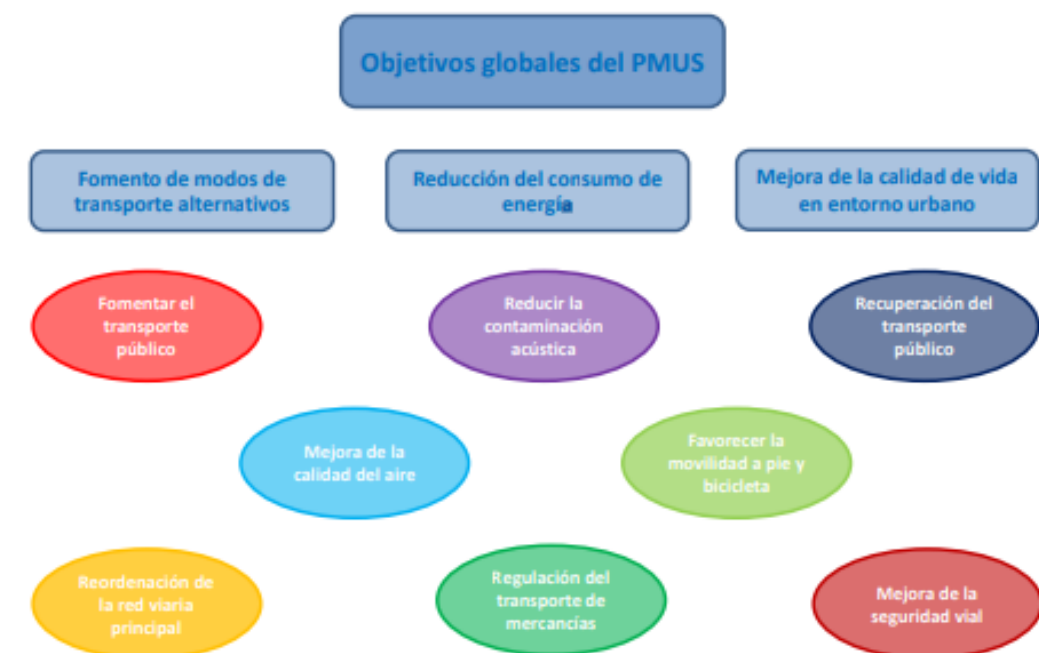 Objetivos globales del PMUS
Fomento de modos de
transporte alternativos
Reducción del consumo de
energía
Mejora de la calidad de vida
en entorno urbano
Fomentar el
transporte
público
Reducir la
contaminación
acústica
Recuperación del
transporte
público
Mejora de la
calidad del aire
Favorecer la
movilidad a pie y
bicicleta
Reordenación de
la red viaria
principal
Regulación del
transporte de
mercancías
Mejora de la
seguridad vial